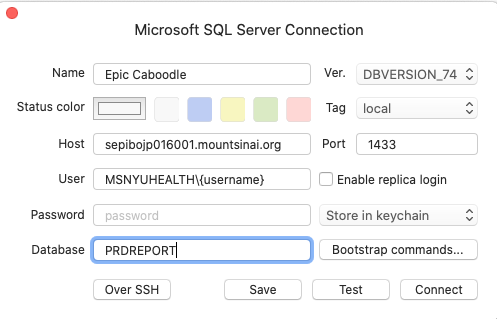 Microsoft SQL Server Connection
Name Epic Caboodle Ver. DBVERSION_74
Status color Tag local
Host sepibojp016001.mountsinai.org Port 1433
User MSNYUHEALTH\{username} Enable replica login
Password password Store in keychain
Database PRDREPORT Bootstrap commands...
Over SSH Save Test Connect